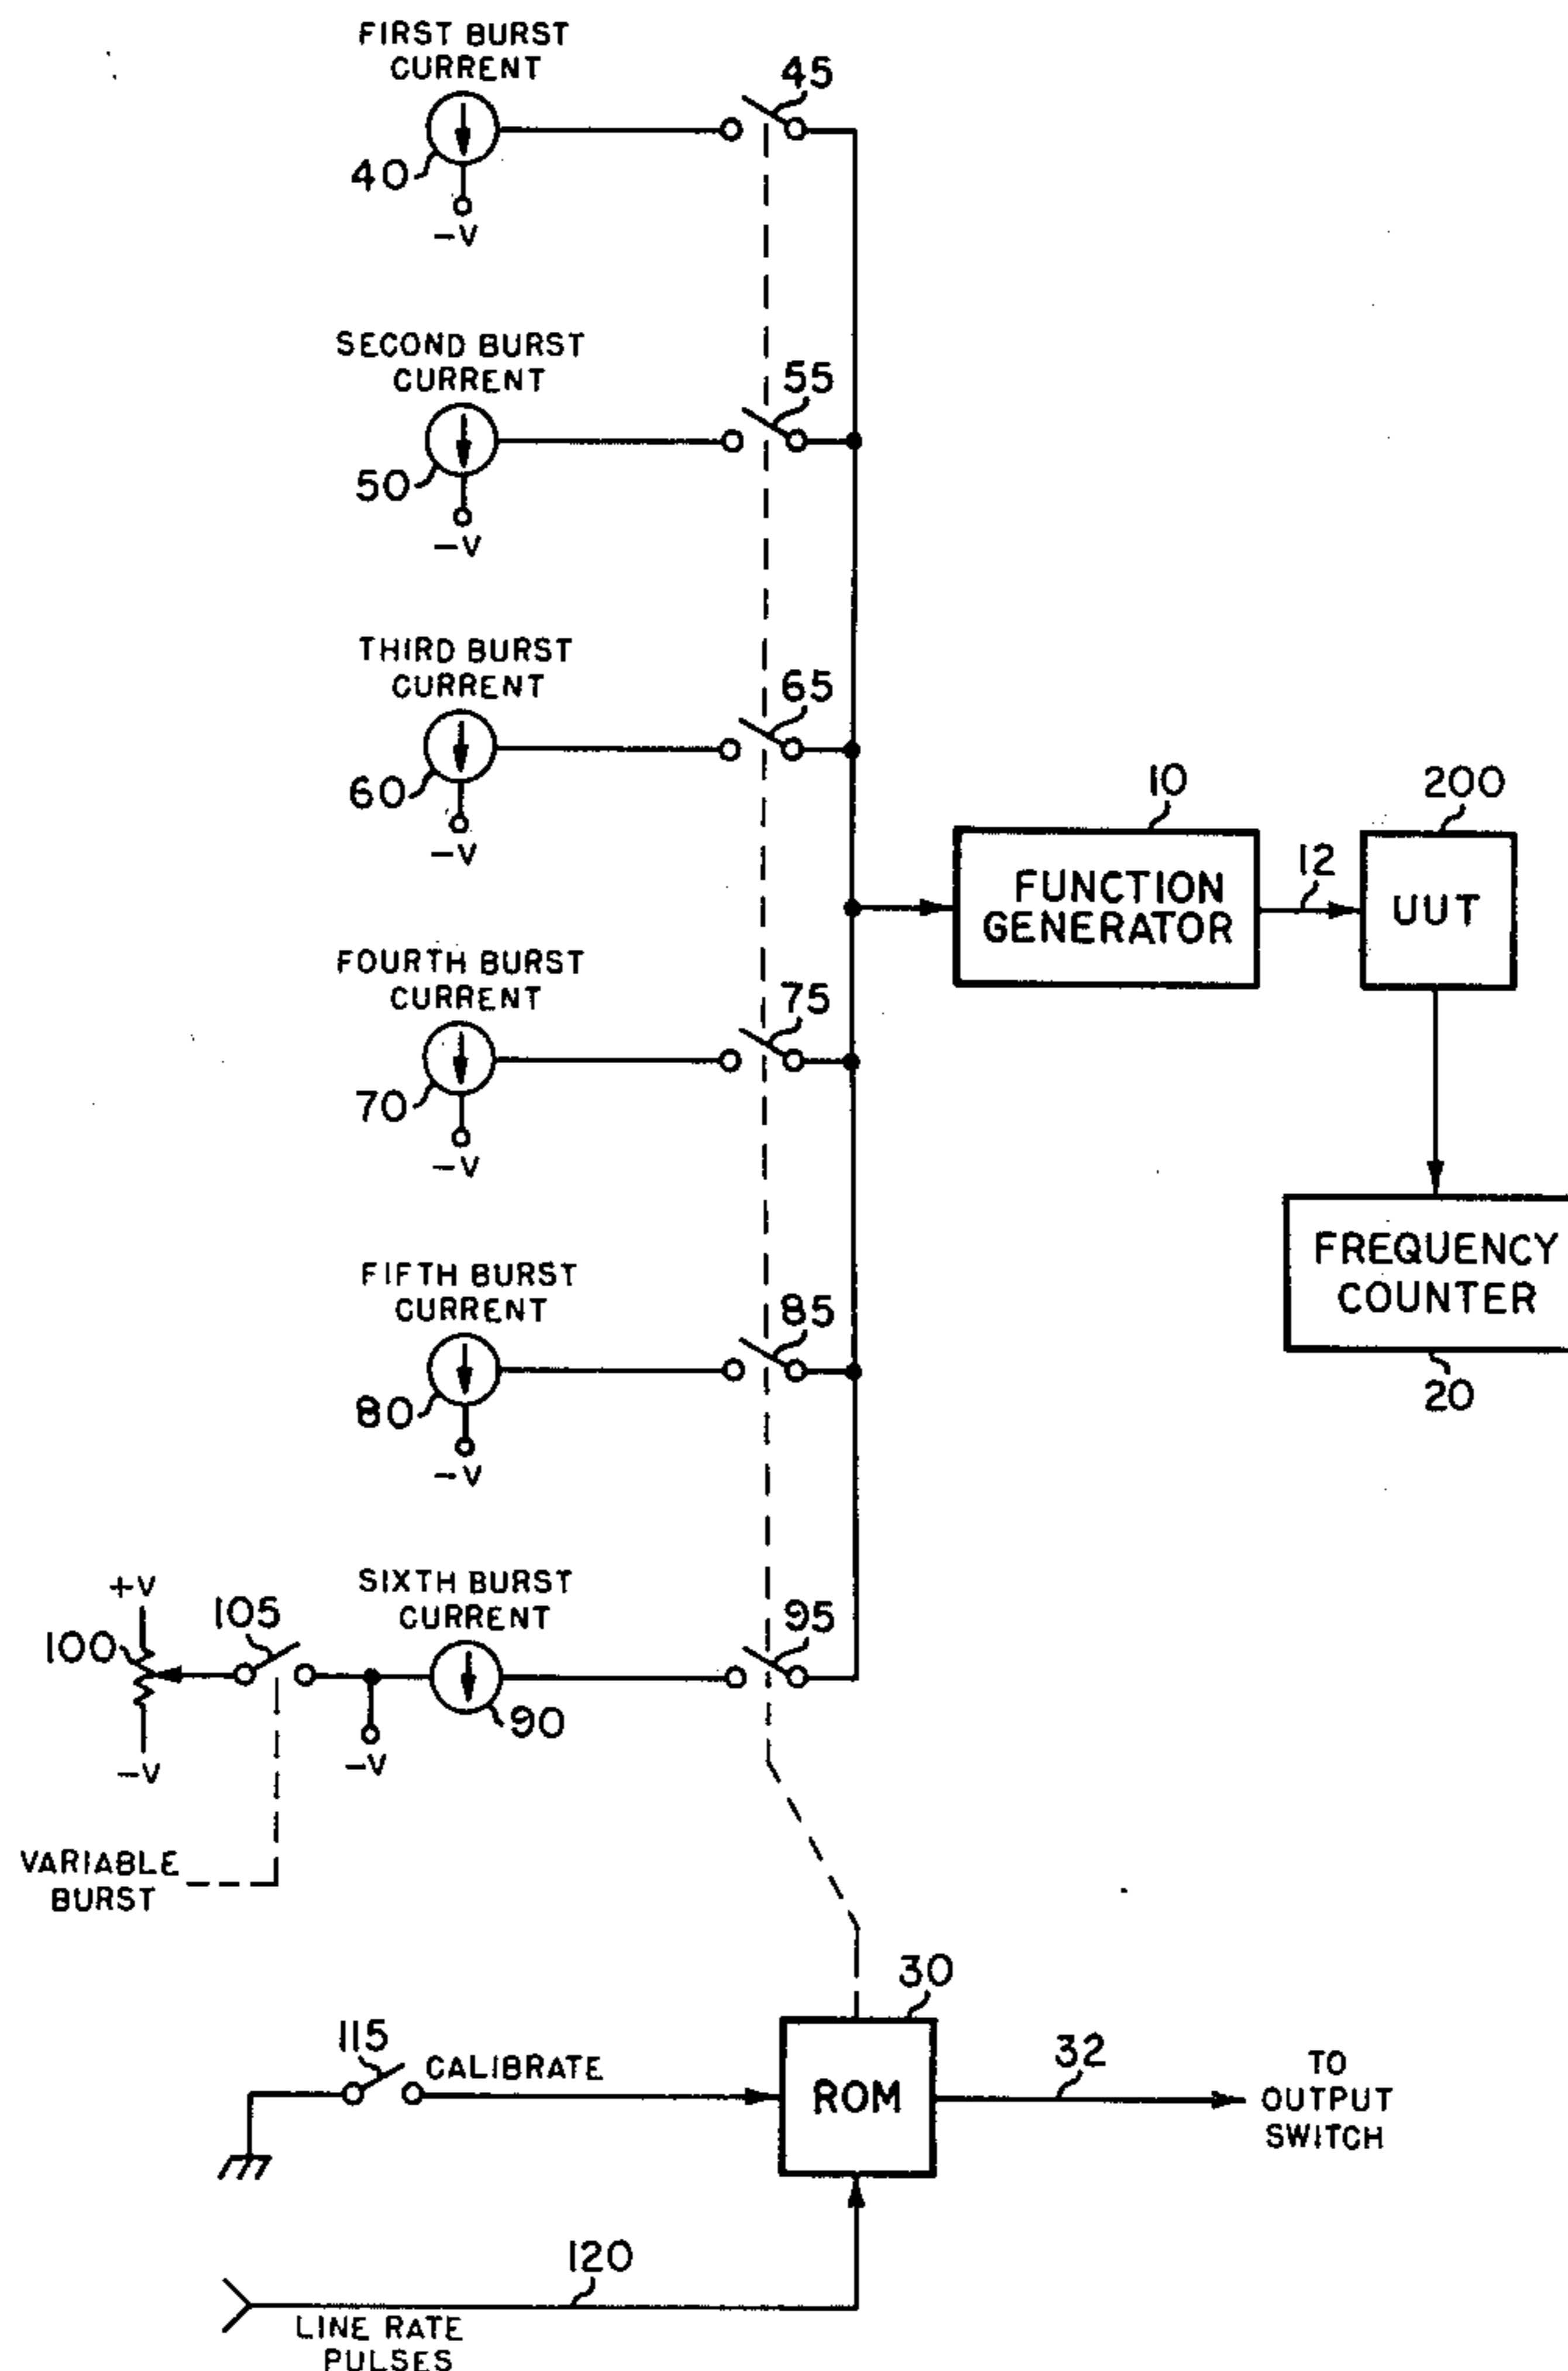 FIRST BURST
CURRENT
45
40
-V
SECOND BURST
CURRENT
55
50
-V
THIRD BURST
CURRENT
65
60
-V
10
200
FUNCTION
GENERATOR
12
UUT
FOURTH BURST
CURRENT
75
70
-V
FREQUENCY
COUNTER
20
FIFTH BURST
CURRENT
85
80
-V
SIXTH BURST
CURRENT
95
+V
105
100
90
-V
-V
VARIABLE
BURST
30
115
CALIBRATE
ROM
32
TO
OUTPUT
SWITCH
120
LINE RATE
PULSES